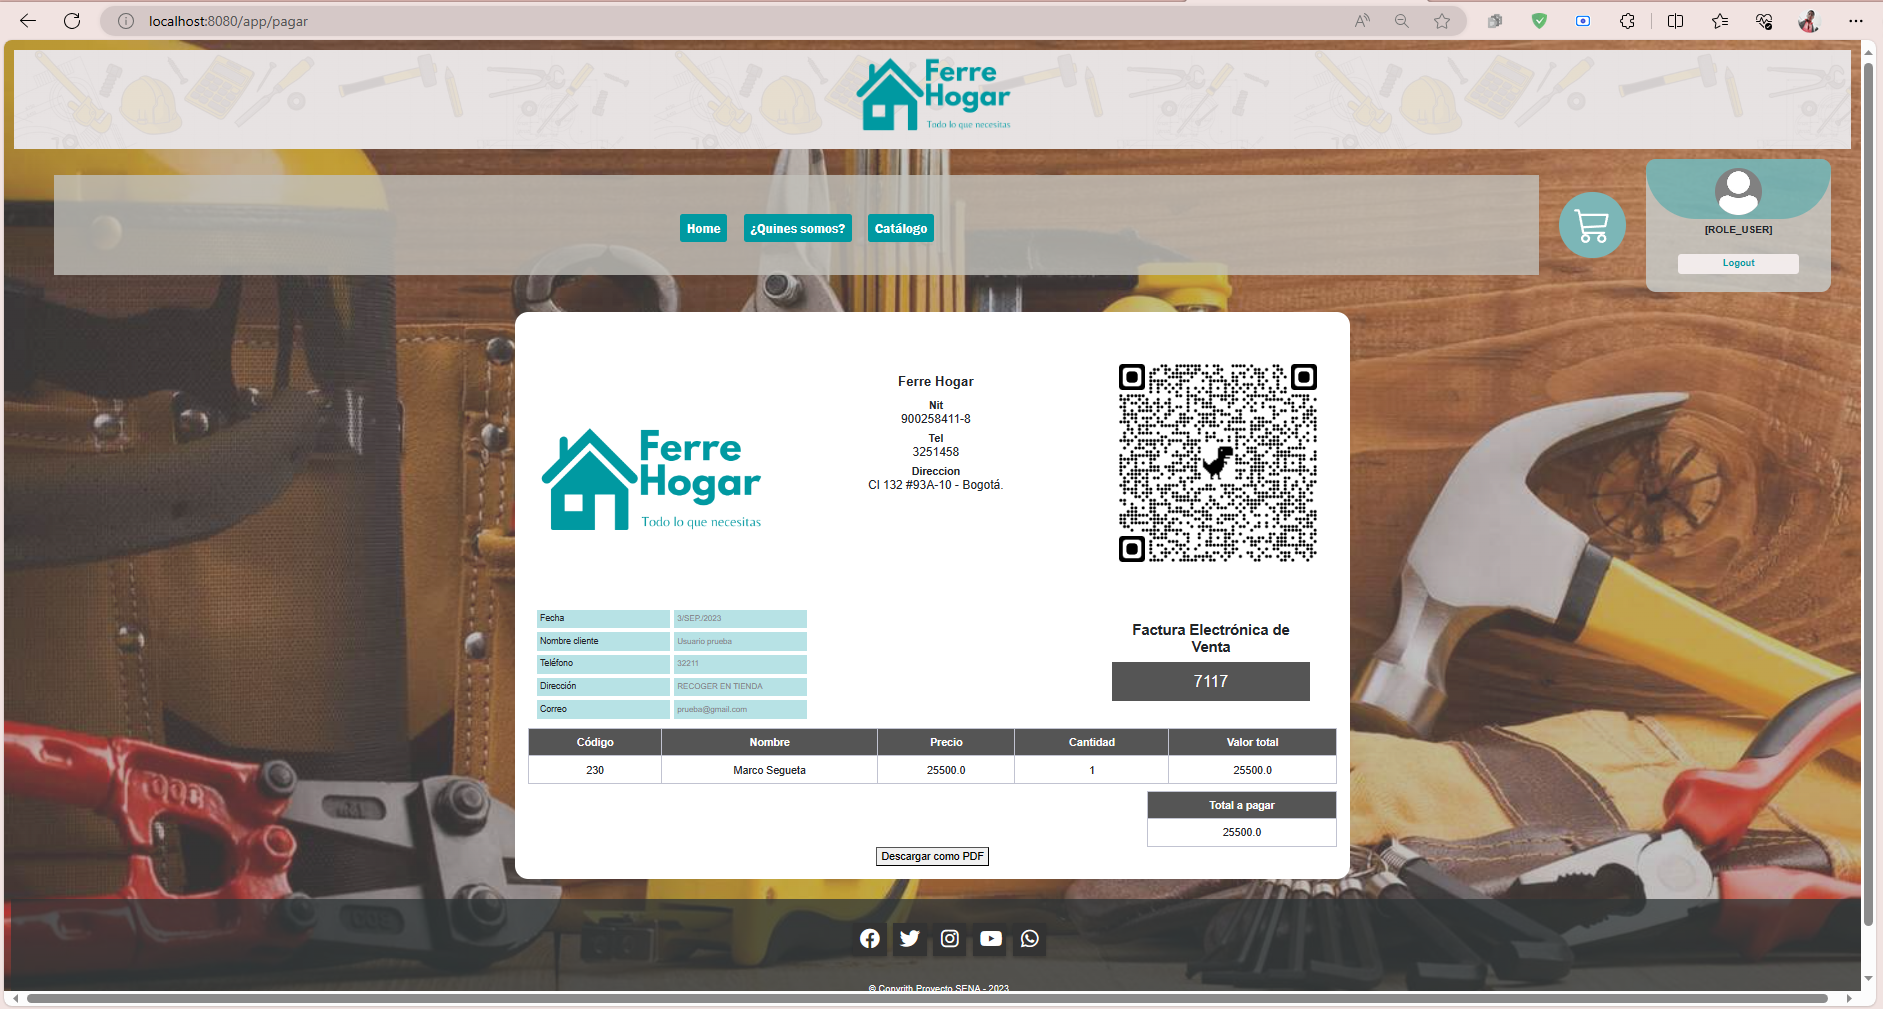 localhost:8080/app/pagar
Ferre
Hogar
Todo lo que necesitas
Home
¿Quines somos?
Catálogo
[ROLE_USER]
Logout
Ferre
Hogar
Todo lo que necesitas
Ferre Hogar
Nit
900258411-8
Tel
3251458
Direccion
Cl 132 #93A-10 - Bogotá.
Fecha 3/SEP./2023
Nombre cliente Usuario prueba
Teléfono 32211
Dirección RECOGER EN TIENDA
Correo prueba@gmail.com
Factura Electrónica de
Venta
7117
Código Nombre Precio Cantidad Valor total
230 Marco Segueta 25500.0 1 25500.0
Total a pagar
25500.0
Descargar como PDF
© Copyrith Proyecto SENA - 2023